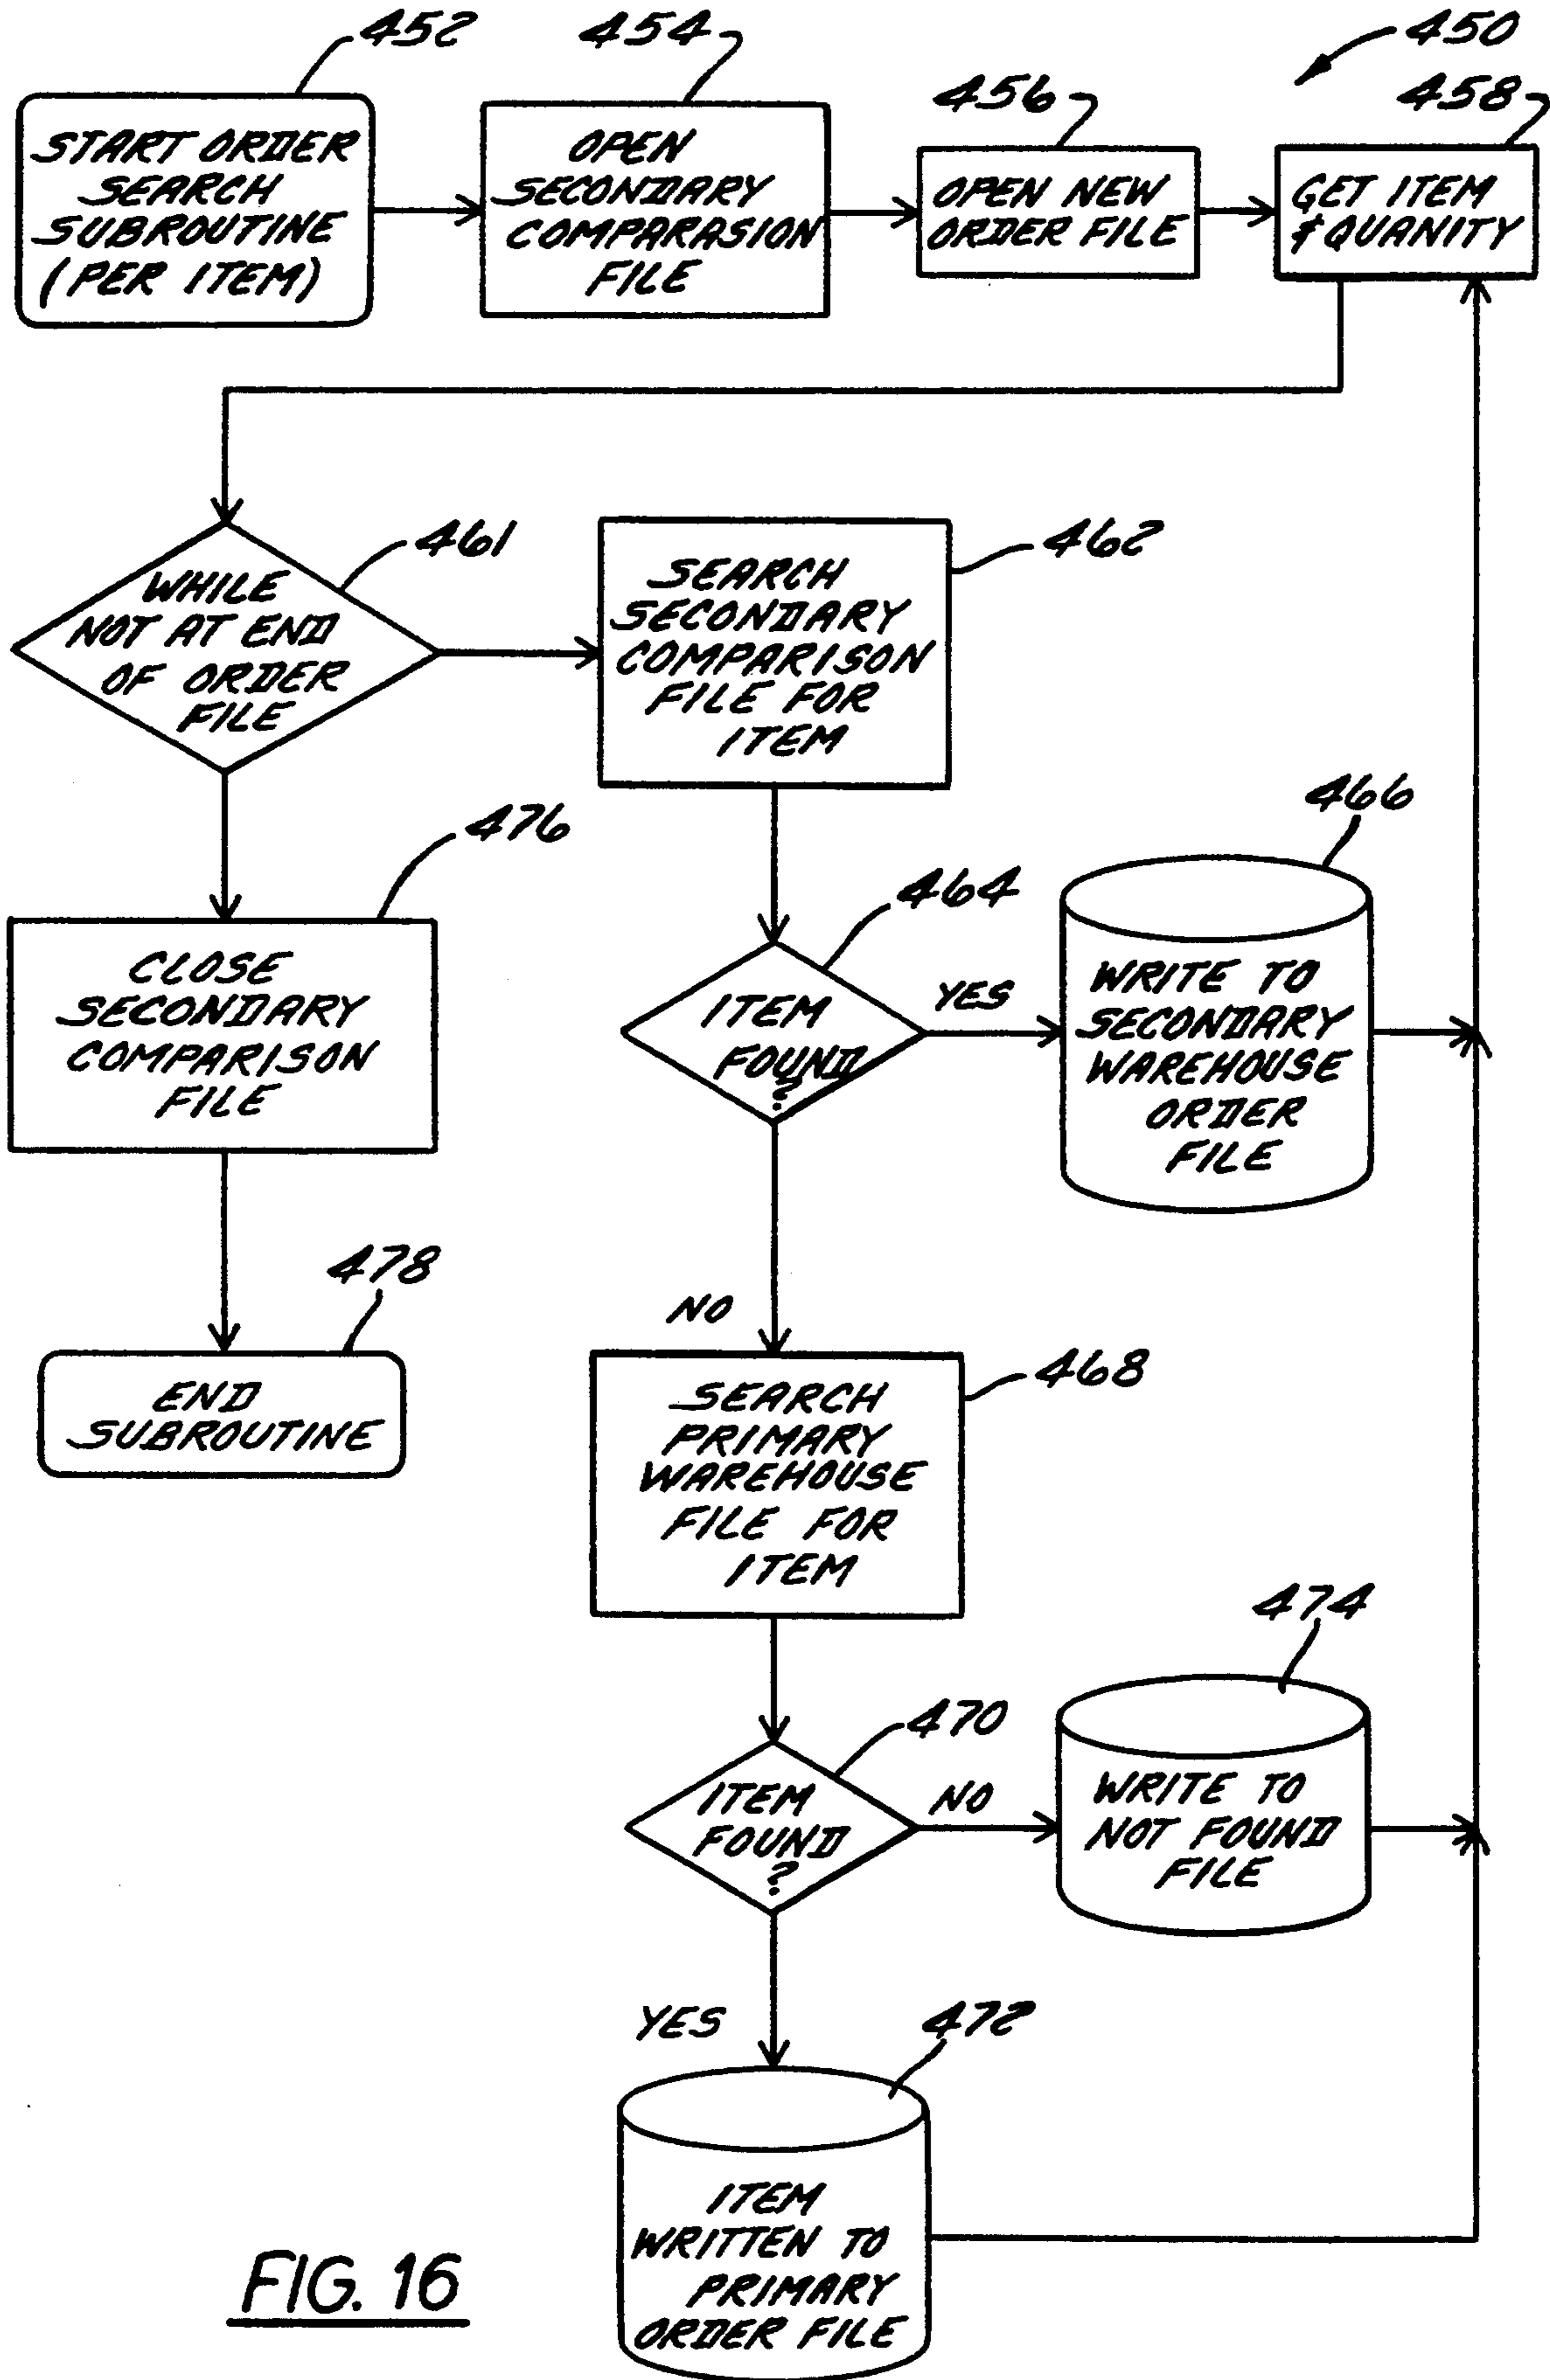 452
454
450
456
458
START ORDER
SEARCH
SUBROUTINE
(PER ITEM)
OPEN
SECONDARY
COMPARASION
FILE
OPEN NEW
ORDER FILE
GET ITEM
& QUANITY
461
WHILE
NOT AT END
OF ORDER
FILE
462
SEARCH
SECONDARY
COMPARISON
FILE FOR
ITEM
476
CLOSE
SECONDARY
COMPARISON
FILE
464
ITEM
FOUND
?
YES
466
WRITE TO
SECONDARY
WAREHOUSE
ORDER
FILE
478
END
SUBROUTINE
NO
468
SEARCH
PRIMARY
WAREHOUSE
FILE FOR
ITEM
470
ITEM
FOUND
?
NO
474
WRITE TO
NOT FOUND
FILE
YES
472
ITEM
WRITTEN TO
PRIMARY
ORDER FILE
FIG. 16